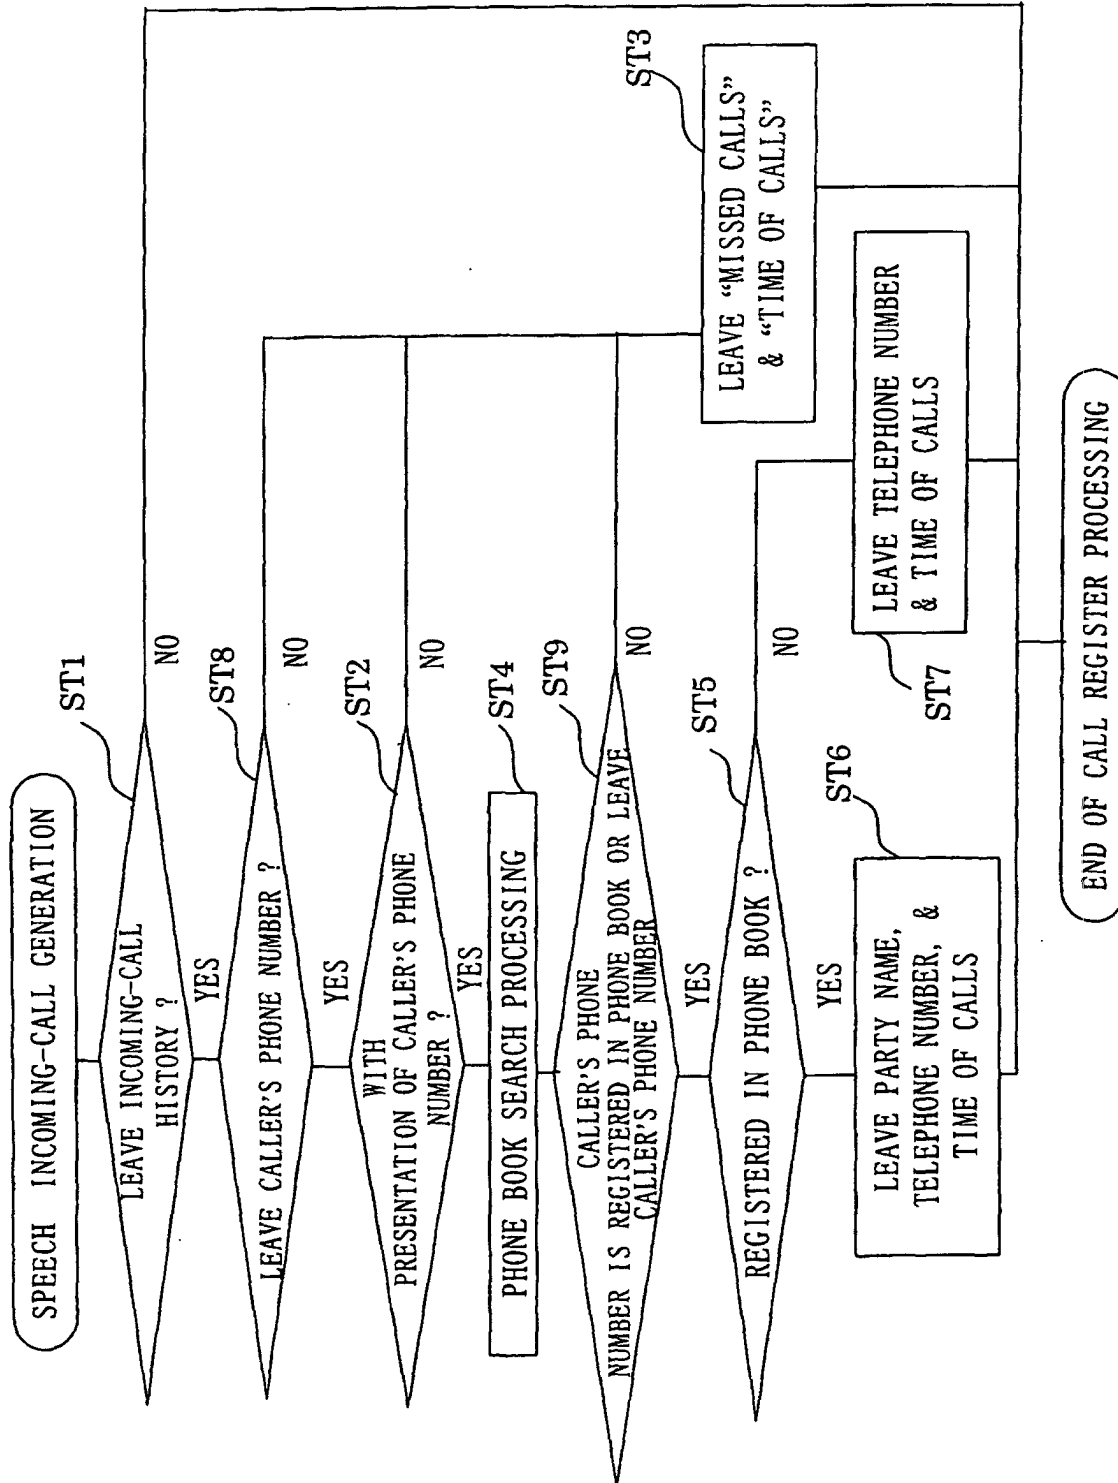 SPEECH INCOMING-CALL GENERATION
ST1
LEAVE INCOMING-CALL
HISTORY ?
NO
YES
ST8
LEAVE CALLER'S PHONE NUMBER ?
NO
YES
ST2
WITH
PRESENTATION OF CALLER'S PHONE
NUMBER ?
NO
YES
ST4
PHONE BOOK SEARCH PROCESSING
ST9
CALLER'S PHONE
NUMBER IS REGISTERED IN PHONE BOOK OR LEAVE
CALLER'S PHONE NUMBER
NO
YES
ST5
REGISTERED IN PHONE BOOK ?
NO
YES
ST3
LEAVE “MISSED CALLS”
& “TIME OF CALLS”
ST6
LEAVE PARTY NAME,
TELEPHONE NUMBER, &
TIME OF CALLS
ST7
LEAVE TELEPHONE NUMBER
& TIME OF CALLS
END OF CALL REGISTER PROCESSING